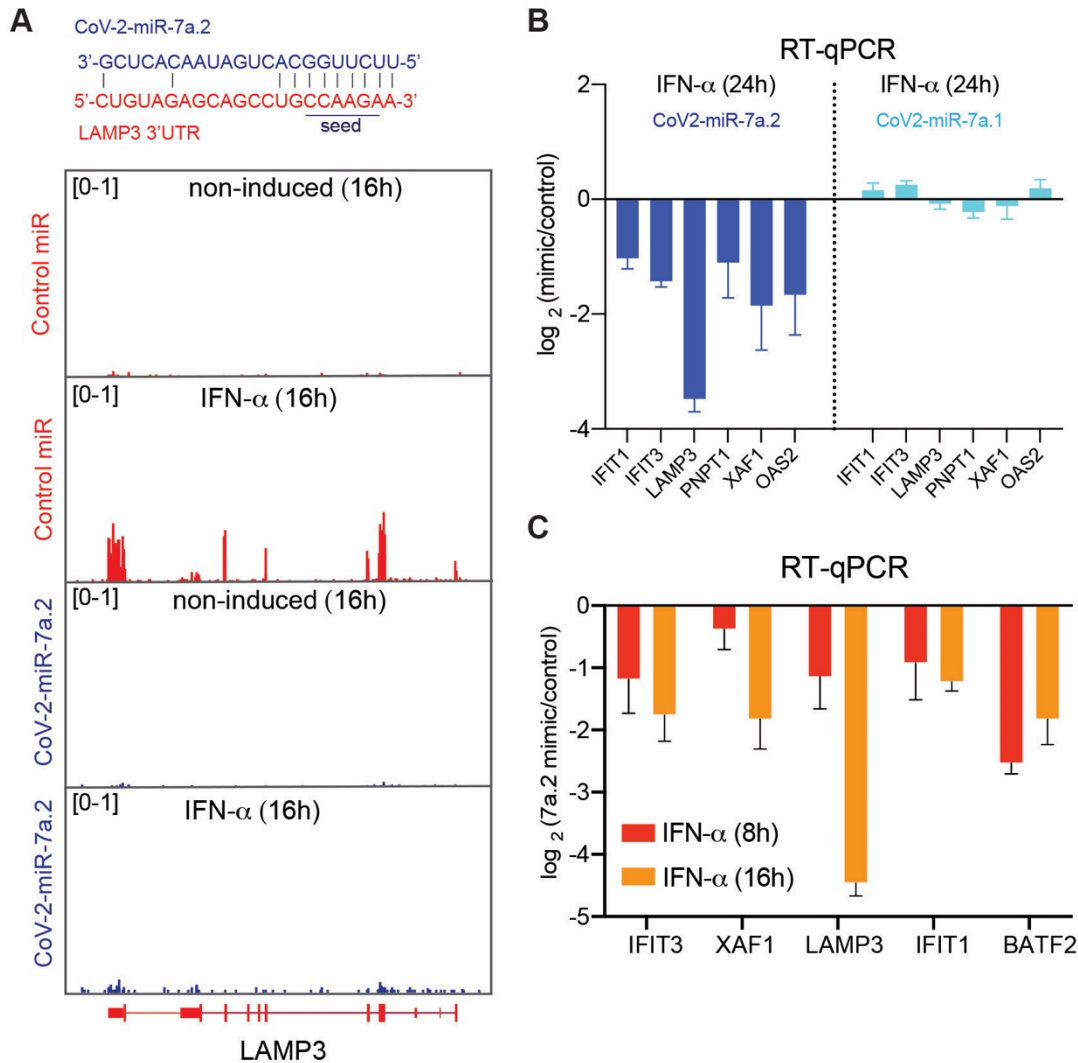 A
CoV-2-miR-7a.2
3'-GCUCACAAUAGUCACGGUUCUU-5'
5'-CUGUAGAGCAGCCUGCCAAGAA-3'
seed
LAMP3 3'UTR
[0-1] non-induced (16h)
Control miR
[0-1] IFN-α (16h)
Control miR
[0-1] non-induced (16h)
CoV-2-miR-7a.2
[0-1] IFN-α (16h)
CoV-2-miR-7a.2
LAMP3
B
RT-qPCR
IFN-α (24h) IFN-α (24h)
CoV2-miR-7a.2 CoV2-miR-7a.1
log 2 (mimic/control)
2
0
-2
-4
IFIT1 IFIT3 LAMP3 PNPT1 XAF1 OAS2 IFIT1 IFIT3 LAMP3 PNPT1 XAF1 OAS2
C
RT-qPCR
log 2 (7a.2 mimic/control)
0
-1
-2
-3
-4
-5
IFN-α (8h)
IFN-α (16h)
IFIT3 XAF1 LAMP3 IFIT1 BATF2